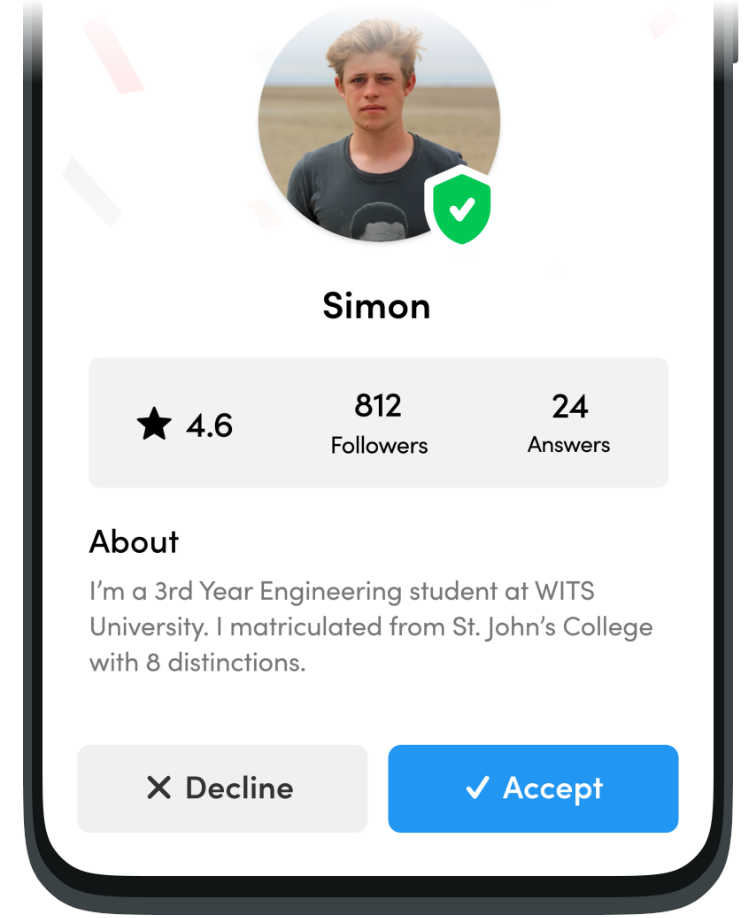 Simon
4.6
812
Followers
24
Answers
About
I'm a 3rd Year Engineering student at WITS
University. I matriculated from St. John's College
with 8 distinctions.
Decline
Accept